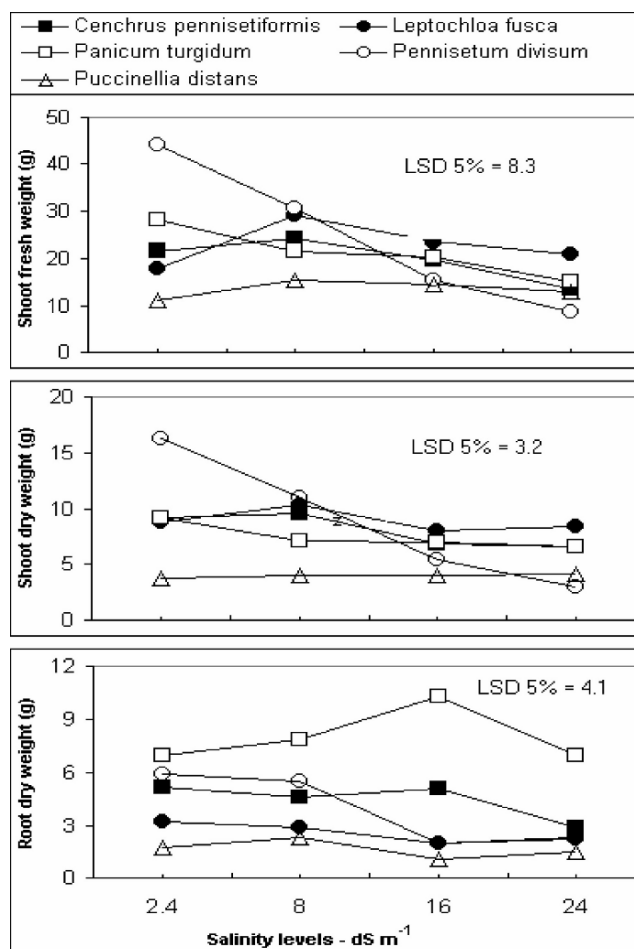 Cenchrus pennisetiformis Leptochloa fusca
Panicum turgidum Pennisetum divisum
Puccinellia distans
50
40
30
20
10
0
Shoot fresh weight (g)
LSD 5% = 8.3
20
15
10
5
0
Shoot dry weight (g)
LSD 5% = 3.2
12
9
6
3
0
Root dry weight (g)
LSD 5% = 4.1
2.4 8 16 24
Salinity levels - dS m⁻¹